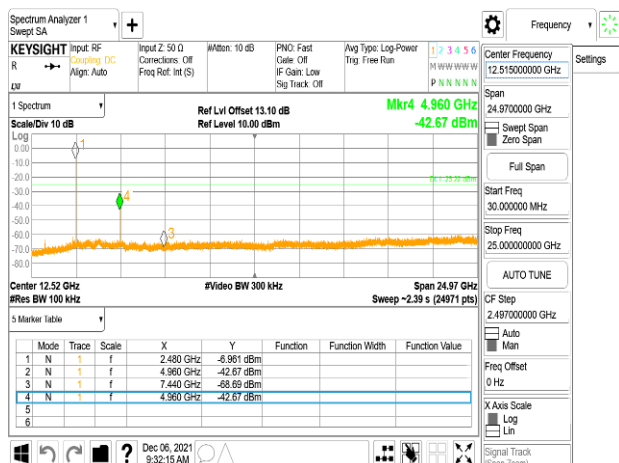 Spectrum Analyzer 1
Swept SA
+
Frequency
KEYSIGHT
R
Input: RF
Coupling: DC
Align: Auto
Input Z: 50 Ω
Corrections: Off
Freq Ref: Int (S)
#Atten: 10 dB
PNO: Fast
Gate: Off
IF Gain: Low
Sig Track: Off
Avg Type: Log-Power
Trig: Free Run
1 2 3 4 5 6
M W W W W W
P N N N N N
1 Spectrum
Scale/Div 10 dB
Ref Lvl Offset 13.10 dB
Ref Level 10.00 dBm
Mkr4 4.960 GHz
-42.67 dBm
Log
0.00
-10.0
-20.0
-30.0
-40.0
-50.0
-60.0
-70.0
-80.0
1
4
3
Center 12.52 GHz
#Video BW 300 kHz
Span 24.97 GHz
#Res BW 100 kHz
Sweep ~2.39 s (24971 pts)
5 Marker Table
Mode Trace Scale X Y Function Function Width Function Value
1 N 1 f 2.480 GHz -6.961 dBm
2 N 1 f 4.960 GHz -42.67 dBm
3 N 1 f 7.440 GHz -68.69 dBm
4 N 1 f 4.960 GHz -42.67 dBm
5
6
?
Dec 06, 2021
9:32:15 AM
Center Frequency
12.515000000 GHz
Settings
Span
24.9700000 GHz
Swept Span
Zero Span
Full Span
Start Freq
30.000000 MHz
Stop Freq
25.000000000 GHz
AUTO TUNE
CF Step
2.497000000 GHz
Auto
Man
Freq Offset
0 Hz
X Axis Scale
Log
Lin
Signal Track
(Span Zoom)